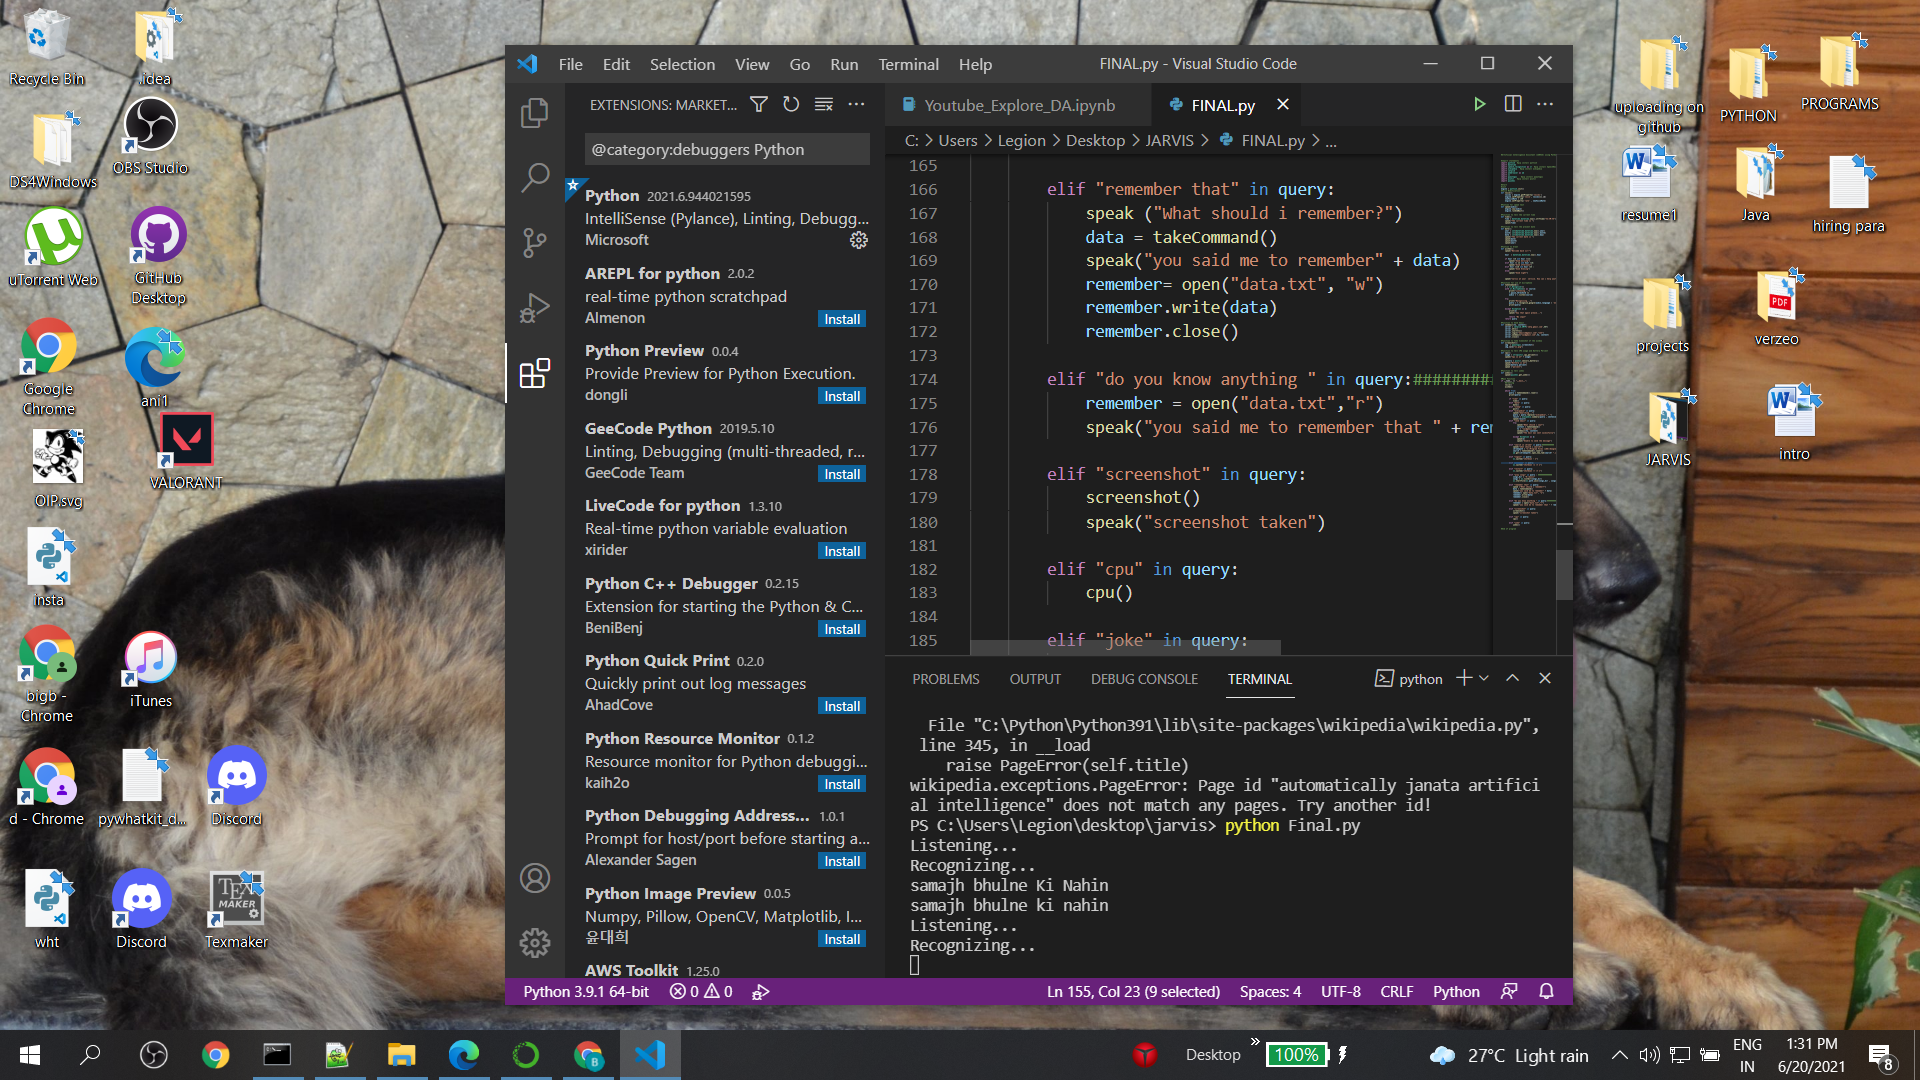 Recycle Bin
.idea
DS4Windows
OBS Studio
uTorrent Web
GitHub
Desktop
Google
Chrome
ani1
OIP.svg
VALORANT
insta
bigb -
Chrome
iTunes
d - Chrome
pywhatkit_d...
Discord
wht
Discord
TEX
MAKER
Texmaker
File Edit Selection View Go Run Terminal Help
FINAL.py - Visual Studio Code
EXTENSIONS: MARKET...
@category:debuggers Python
Python 2021.6.944021595
IntelliSense (Pylance), Linting, Debugg...
Microsoft
AREPL for python 2.0.2
real-time python scratchpad
Almenon Install
Python Preview 0.0.4
Provide Preview for Python Execution.
dongli Install
GeeCode Python 2019.5.10
Linting, Debugging (multi-threaded, r...
GeeCode Team Install
LiveCode for python 1.3.10
Real-time python variable evaluation
xirider Install
Python C++ Debugger 0.2.15
Extension for starting the Python & C...
BeniBenj Install
Python Quick Print 0.2.0
Quickly print out log messages
AhadCove Install
Python Resource Monitor 0.1.2
Resource monitor for Python debuggi...
kaih2o Install
Python Debugging Address... 1.0.1
Prompt for host/port before starting a...
Alexander Sagen Install
Python Image Preview 0.0.5
Numpy, Pillow, OpenCV, Matplotlib, I...
윤대희 Install
AWS Toolkit 1.25.0
Youtube_Explore_DA.ipynb
FINAL.py
C: > Users > Legion > Desktop > JARVIS > FINAL.py > ...
165
166 elif "remember that" in query:
167 speak ("What should i remember?")
168 data = takeCommand()
169 speak("you said me to remember" + data)
170 remember= open("data.txt", "w")
171 remember.write(data)
172 remember.close()
173
174 elif "do you know anything " in query:#########
175 remember = open("data.txt","r")
176 speak("you said me to remember that " + rem
177
178 elif "screenshot" in query:
179 screenshot()
180 speak("screenshot taken")
181
182 elif "cpu" in query:
183 cpu()
184
185 elif "joke" in query:
PROBLEMS OUTPUT DEBUG CONSOLE TERMINAL
python
File "C:\Python\Python391\lib\site-packages\wikipedia\wikipedia.py",
line 345, in __load
raise PageError(self.title)
wikipedia.exceptions.PageError: Page id "automatically janata artifici
al intelligence" does not match any pages. Try another id!
PS C:\Users\Legion\desktop\jarvis> python Final.py
Listening...
Recognizing...
samajh bhulne Ki Nahin
samajh bhulne ki nahin
Listening...
Recognizing...
Python 3.9.1 64-bit 0 0
Ln 155, Col 23 (9 selected) Spaces: 4 UTF-8 CRLF Python
uploading on
github
PYTHON
PROGRAMS
resume1
Java
hiring para
projects
PDF
verzeo
JARVIS
intro
Desktop
100%
27°C Light rain
ENG
IN
1:31 PM
6/20/2021
8